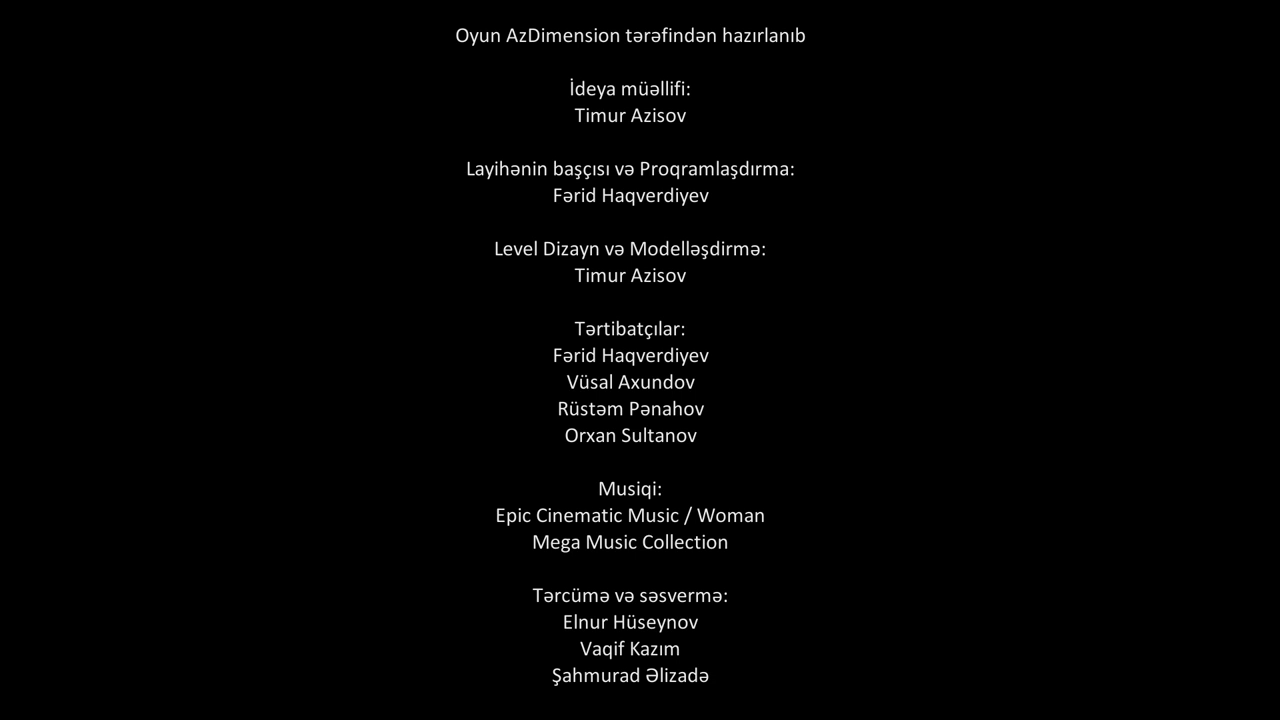 Oyun AzDimension tərəfindən hazırlanıb
İdeya müəllifi:
Timur Azisov
Layihənin başçısı və Proqramlaşdırma:
Fərid Haqverdiyev
Level Dizayn və Modelləşdirmə:
Timur Azisov
Tərtibatçılar:
Fərid Haqverdiyev
Vüsal Axundov
Rüstəm Pənahov
Orxan Sultanov
Musiqi:
Epic Cinematic Music / Woman
Mega Music Collection
Tərcümə və səsvermə:
Elnur Hüseynov
Vaqif Kazım
Şahmurad Əlizadə